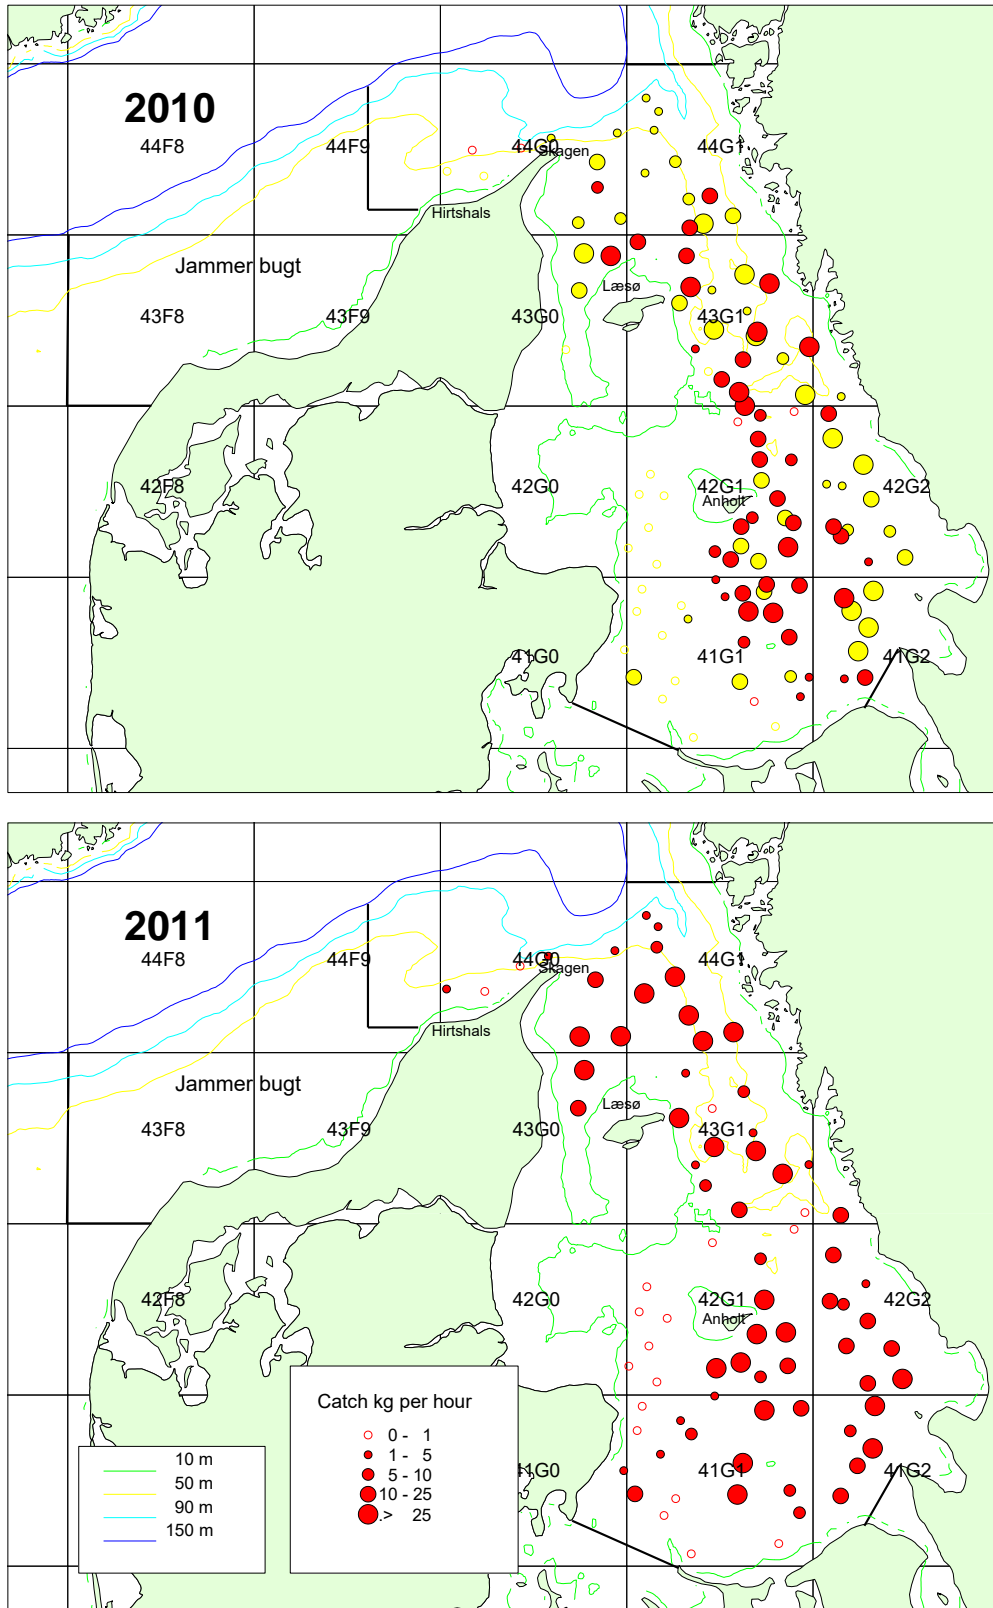 2010
44F8
44F9
44G0
Skagen
44G1
Hirtshals
Jammer bugt
Læsø
43F8
43F9
43G0
43G1
42F8
42G0
42G1
Anholt
42G2
41G0
41G1
41G2
2011
44F8
44F9
44G0
Skagen
44G1
Hirtshals
Jammer bugt
Læsø
43F8
43F9
43G0
43G1
42F8
42G0
42G1
Anholt
42G2
Catch kg per hour
0 - 1
1 - 5
5 - 10
10 - 25
.> 25
10 m
50 m
90 m
150 m
41G0
41G1
41G2